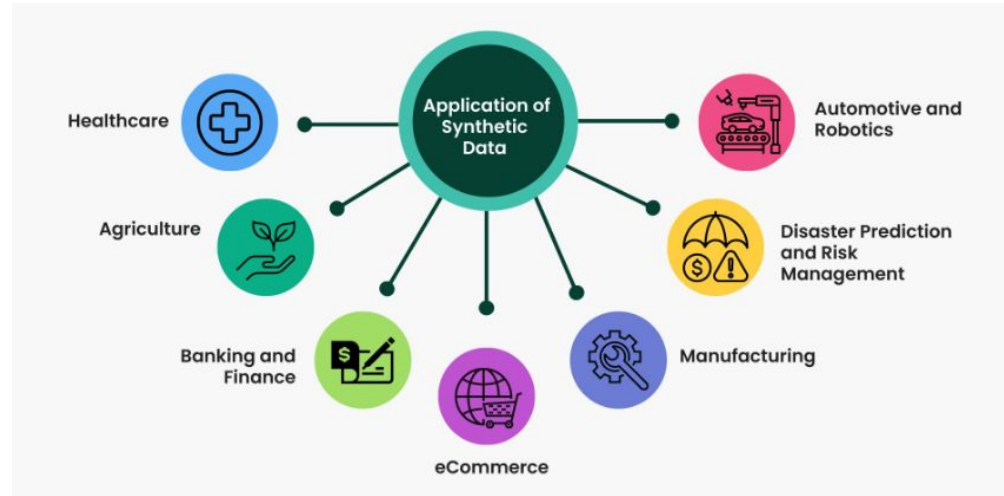 Application of
Synthetic
Data
Healthcare
Agriculture
Banking and
Finance
eCommerce
Manufacturing
Disaster Prediction
and Risk
Management
Automotive and
Robotics
$
$